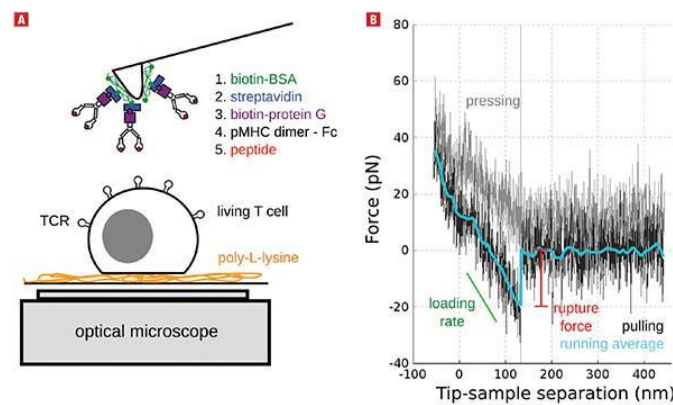 A
1. biotin-BSA
2. streptavidin
3. biotin-protein G
4. pMHC dimer - Fc
5. peptide
TCR
living T cell
poly-L-lysine
optical microscope
B
80
60
40
20
0
-20
-40
Force (pN)
pressing
loading
rate
rupture
force
pulling
running average
-100 0 100 200 300 400
Tip-sample separation (nm)